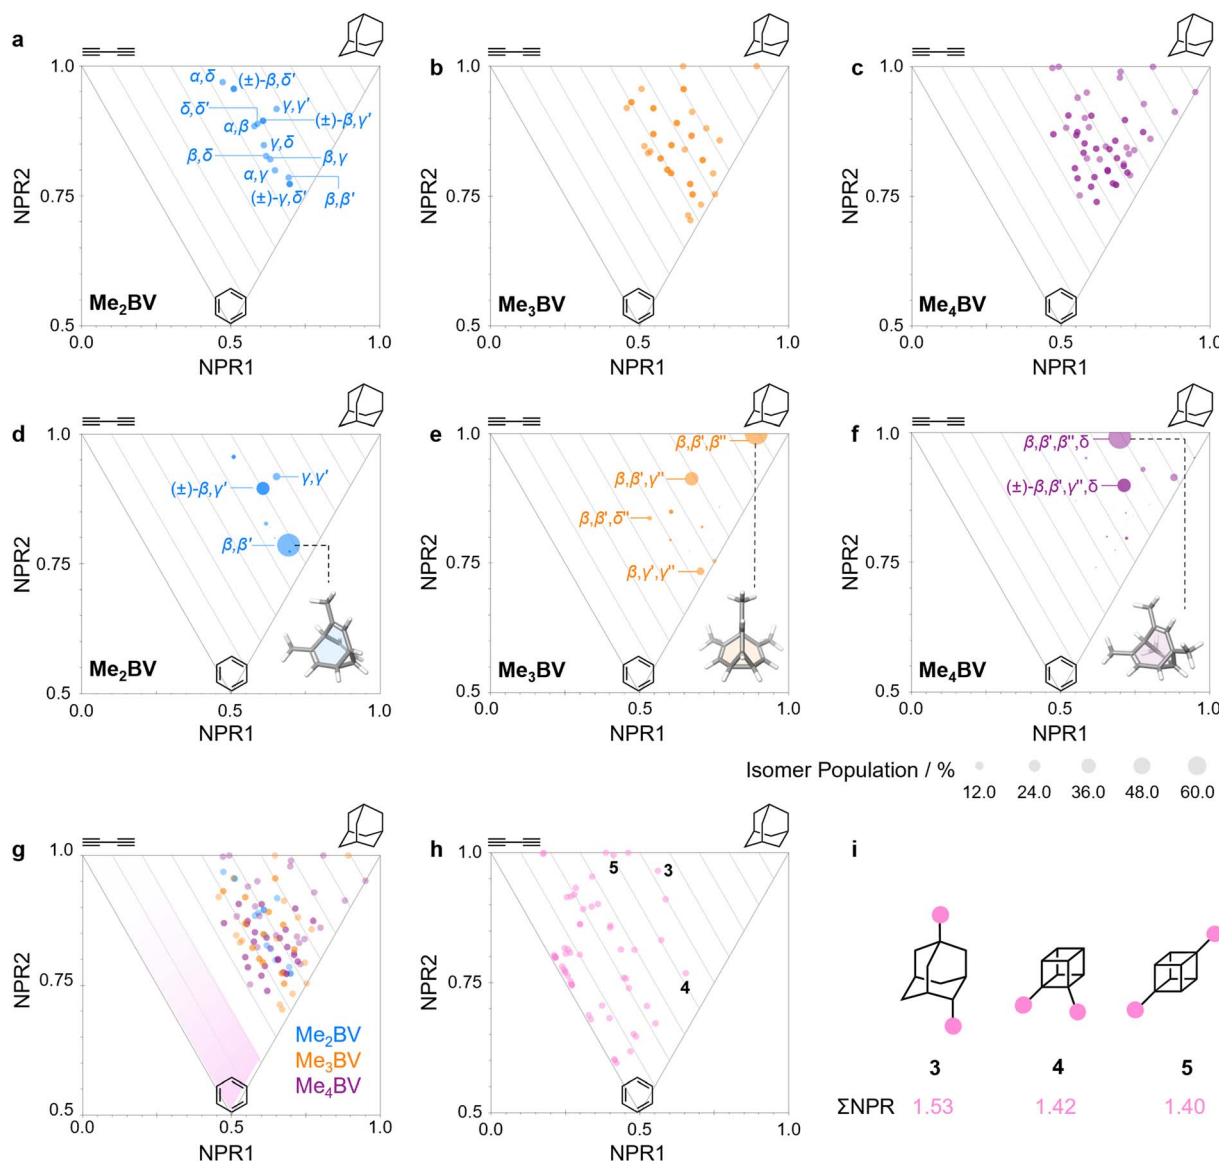 a
1.0
α,δ
(±)-β,δ'
δ,δ'
γ,γ'
(±)-β,γ'
α,β
γ,δ
β,δ
β,γ
α,γ
0.75
(±)-γ,δ'
β,β'
NPR2
Me₂BV
0.5
0.0
0.5
1.0
NPR1
b
1.0
0.75
NPR2
Me₃BV
0.5
0.0
0.5
1.0
NPR1
c
1.0
0.75
NPR2
Me₄BV
0.5
0.0
0.5
1.0
NPR1
d
1.0
γ,γ'
(±)-β,γ'
β,β'
0.75
NPR2
Me₂BV
0.5
0.0
0.5
1.0
NPR1
e
1.0
β,β',β''
β,β',γ''
β,β',δ''
0.75
β,γ',γ''
NPR2
Me₃BV
0.5
0.0
0.5
1.0
NPR1
f
1.0
β,β',β'',δ
(±)-β,β',γ'',δ
0.75
NPR2
Me₄BV
0.5
0.0
0.5
1.0
NPR1
Isomer Population / %
12.0 24.0 36.0 48.0 60.0
g
1.0
0.75
NPR2
Me₂BV
Me₃BV
Me₄BV
0.5
0.0
0.5
1.0
NPR1
h
1.0
5
3
4
0.75
NPR2
0.5
0.0
0.5
1.0
NPR1
i
3 4 5
ΣNPR 1.53 1.42 1.40